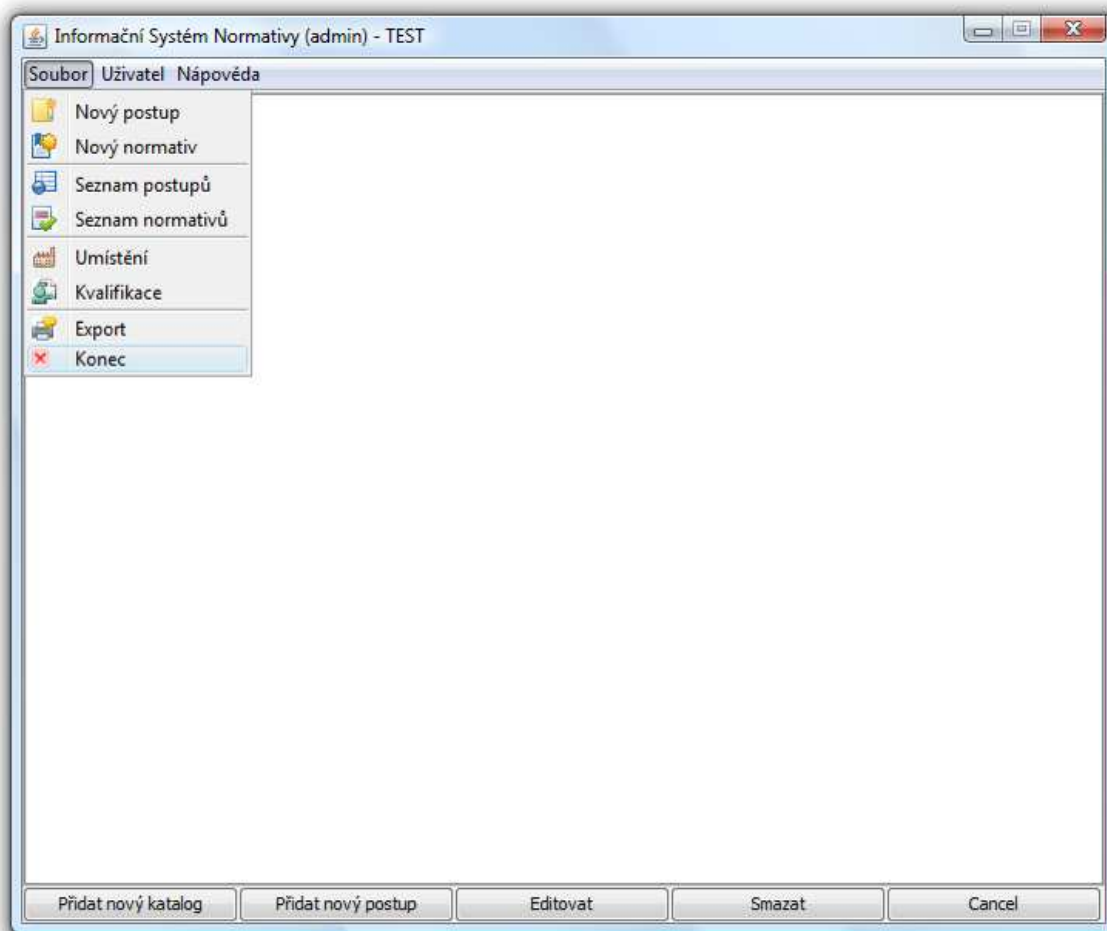 Informační Systém Normativy (admin) - TEST
Soubor Uživatel Nápověda
Nový postup
Nový normativ
Seznam postupů
Seznam normativů
Umístění
Kvalifikace
Export
Konec
Přidat nový katalog Přidat nový postup Editovat Smazat Cancel